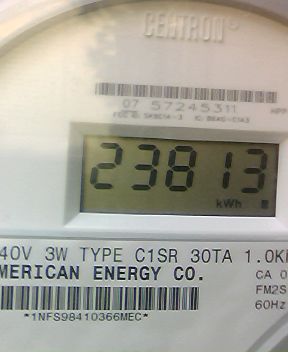 CENTRON®
07 57245311
23813
kWh
40V 3W TYPE C1SR 30TA 1.0K
MERICAN ENERGY CO.
CA 0
FM2S
60Hz
*1NFS98410366MEC*